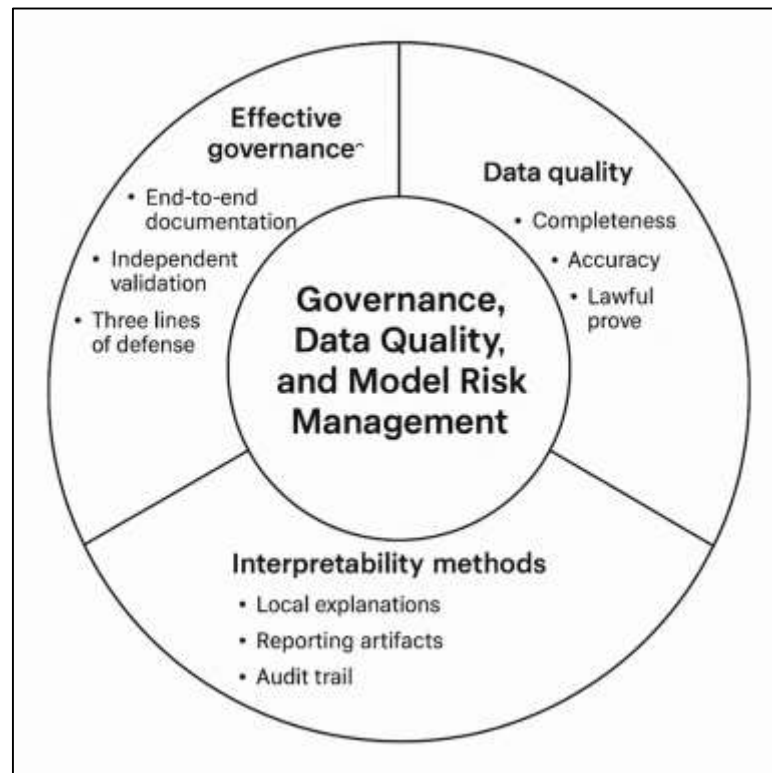 Effective
governance^
• End-to-end
documentation
• Independent
validation
• Three lines
of defense
Data quality
• Completeness
• Accuracy
• Lawful
prove
Governance,
Data Quality,
and Model Risk
Management
Interpretability methods
• Local explanations
• Reporting artifacts
• Audit trail